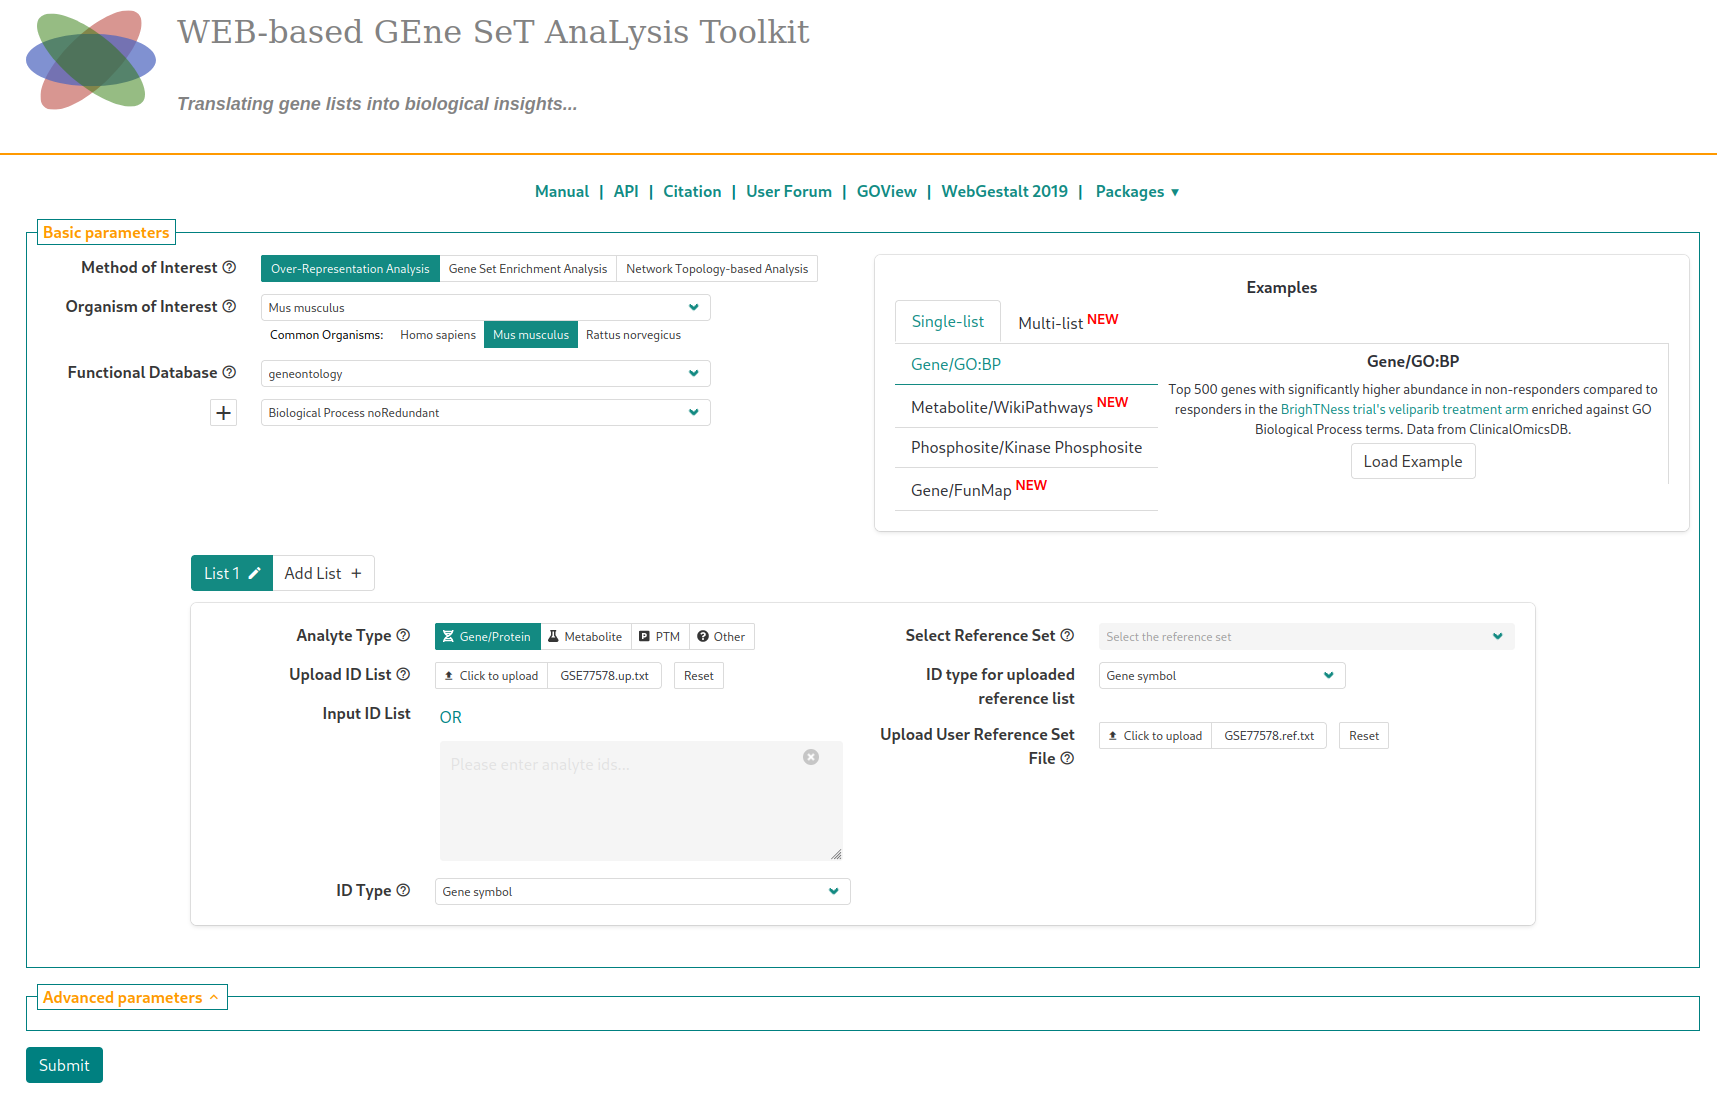 WEB-based GEne SeT AnaLysis Toolkit
Translating gene lists into biological insights...
Manual | API | Citation | User Forum | GOView | WebGestalt 2019 | Packages ▼
Basic parameters
Method of Interest
Over-Representation Analysis Gene Set Enrichment Analysis Network Topology-based Analysis
Organism of Interest
Mus musculus
Common Organisms: Homo sapiens Mus musculus Rattus norvegicus
Functional Database
geneontology
+ Biological Process noRedundant
Examples
Single-list Multi-list NEW
Gene/GO:BP
Metabolite/WikiPathways NEW
Phosphosite/Kinase Phosphosite
Gene/FunMap NEW
Gene/GO:BP
Top 500 genes with significantly higher abundance in non-responders compared to
responders in the BrighTNess trial's veliparib treatment arm enriched against GO
Biological Process terms. Data from ClinicalOmicsDB.
Load Example
List 1 Add List +
Analyte Type
Gene/Protein Metabolite PTM Other
Upload ID List
Click to upload GSE77578.up.txt Reset
Input ID List
OR
Please enter analyte ids...
ID Type
Gene symbol
Select Reference Set
Select the reference set
ID type for uploaded
reference list
Gene symbol
Upload User Reference Set
File
Click to upload GSE77578.ref.txt Reset
Advanced parameters
Submit